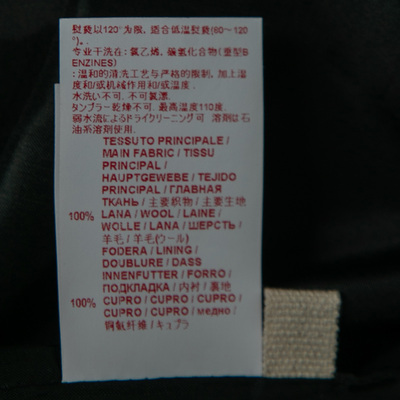 熨袋以120°为限, 适合低温熨袋(60~120
°)。.
专业干洗在: 氯乙烯, 碳氢化合物 (重型B
ENZINES)
: 温和的清洗工艺与严格的限制, 加上湿
度和/或机械作用和/或温度.
水洗不可. 不可氯漂.
タンブラー乾燥不可. 最高温度110度.
弱水流によるドライクリーニング可 溶剤は石
油系溶剤使用.
TESSUTO PRINCIPALE /
MAIN FABRIC / TISSU
PRINCIPAL /
HAUPTGEWEBE / TEJIDO
PRINCIPAL / ГЛАВНАЯ
ТКАНЬ / 主要织物 / 主要生地
100% LANA / WOOL / LAINE /
WOLLE / LANA / ШЕРСТЬ /
羊毛 / 羊毛(ウール)
FODERA / LINING /
DOUBLURE / DASS
INNENFUTTER / FORRO /
ПОДКЛАДКА / 内衬 / 裏地
100% CUPRO / CUPRO / CUPRO /
CUPRO / CUPRO / медно /
铜氨纤维 / キュプラ